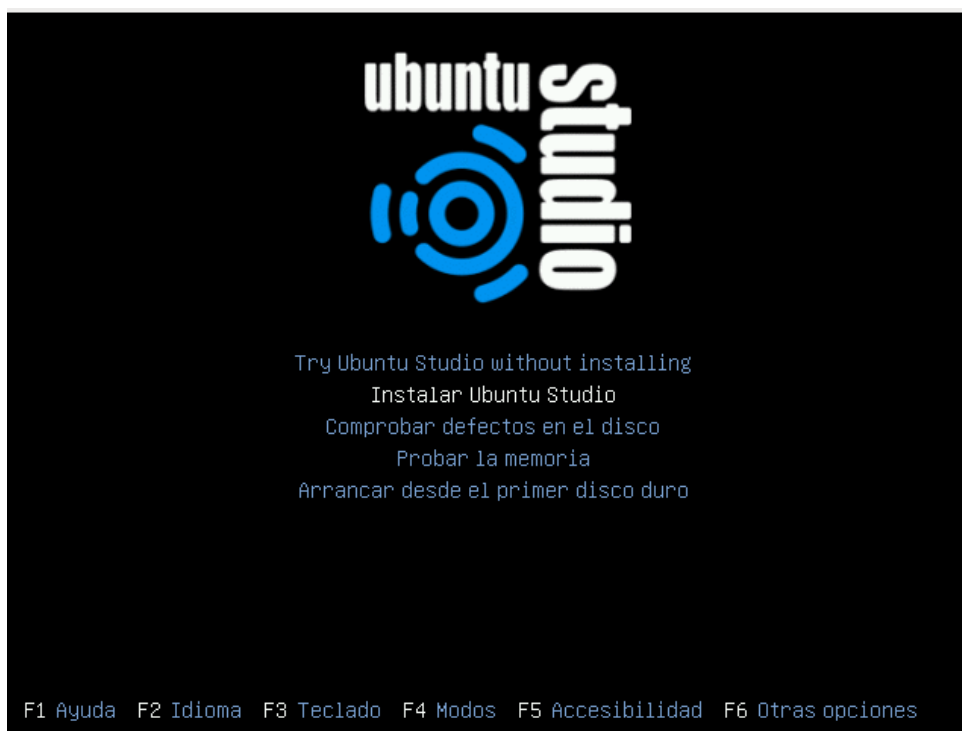 ubuntu
studio
Try Ubuntu Studio without installing
Instalar Ubuntu Studio
Comprobar defectos en el disco
Probar la memoria
Arrancar desde el primer disco duro
F1 Ayuda F2 Idioma F3 Teclado F4 Modos F5 Accesibilidad F6 Otras opciones